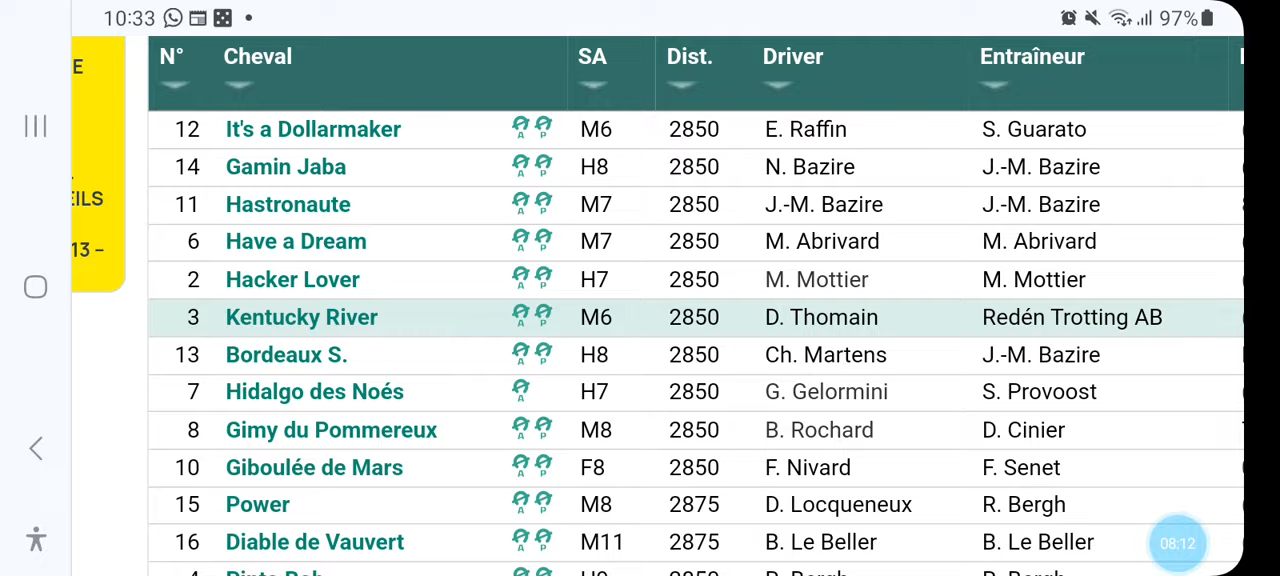 10:33 97%
E
EILS
13 –
N° Cheval SA Dist. Driver Entraîneur
12 It's a Dollarmaker A P M6 2850 E. Raffin S. Guarato
14 Gamin Jaba A P H8 2850 N. Bazire J.-M. Bazire
11 Hastronaute A P M7 2850 J.-M. Bazire J.-M. Bazire
6 Have a Dream A P M7 2850 M. Abrivard M. Abrivard
2 Hacker Lover A P H7 2850 M. Mottier M. Mottier
3 Kentucky River A P M6 2850 D. Thomain Redén Trotting AB
13 Bordeaux S. A P H8 2850 Ch. Martens J.-M. Bazire
7 Hidalgo des Noés A H7 2850 G. Gelormini S. Provoost
8 Gimy du Pommereux A P M8 2850 B. Rochard D. Cinier
10 Giboulée de Mars A P F8 2850 F. Nivard F. Senet
15 Power A P M8 2875 D. Locqueneux R. Bergh
16 Diable de Vauvert A P M11 2875 B. Le Beller B. Le Beller
08:12